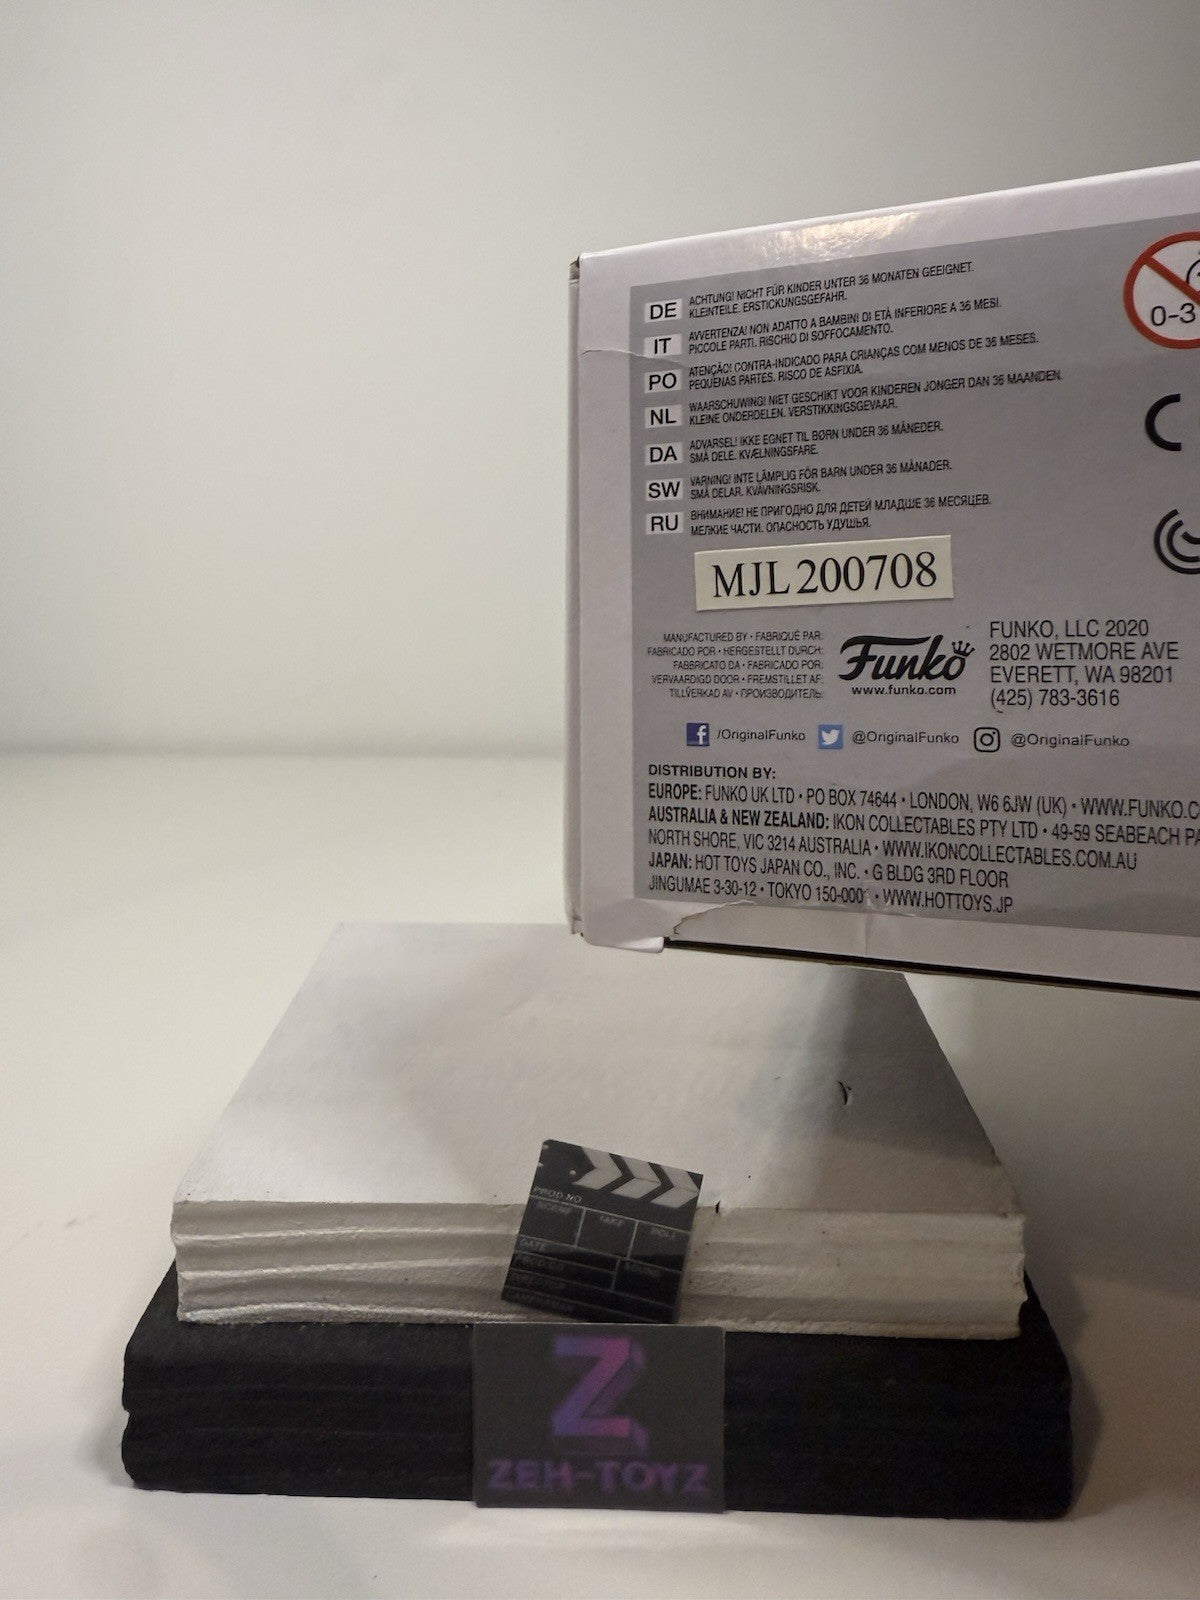 DE ACHTUNG! NICHT FÜR KINDER UNTER 36 MONATEN GEEIGNET.
KLEINTEILE. ERSTICKUNGSGEFAHR.
IT AVVERTENZA! NON ADATTO A BAMBINI DI ETÀ INFERIORE A 36 MESI.
PICCOLE PARTI. RISCHIO DI SOFFOCAMENTO.
PO ATENÇÃO! CONTRA-INDICADO PARA CRIANÇAS COM MENOS DE 36 MESES.
PEQUENAS PARTES. RISCO DE ASFIXIA.
NL WAARSCHUWING! NIET GESCHIKT VOOR KINDEREN JONGER DAN 36 MAANDEN.
KLEINE ONDERDELEN. VERSTIKKINGSGEVAAR.
DA ADVARSEL! IKKE EGNET TIL BØRN UNDER 36 MÅNEDER.
SMÅ DELE. KVÆLNINGSFARE.
SW VARNING! INTE LÄMPLIG FÖR BARN UNDER 36 MÅNADER.
SMÅ DELAR. KVÄVNINGSRISK.
RU ВНИМАНИЕ! НЕ ПРИГОДНО ДЛЯ ДЕТЕЙ МЛАДШЕ 36 МЕСЯЦЕВ.
МЕЛКИЕ ЧАСТИ. ОПАСНОСТЬ УДУШЬЯ.
0-3
MJL200708
MANUFACTURED BY • FABRIQUÉ PAR:
FABRICADO POR • HERGESTELLT DURCH:
FABBRICATO DA • FABRICADO POR:
VERVAARDIGD DOOR • FREMSTILLET AF:
TILLVERKAD AV • ПРОИЗВОДИТЕЛЬ:
Funko
www.funko.com
FUNKO, LLC 2020
2802 WETMORE AVE
EVERETT, WA 98201
(425) 783-3616
/OriginalFunko @OriginalFunko @OriginalFunko
DISTRIBUTION BY:
EUROPE: FUNKO UK LTD • PO BOX 74644 • LONDON, W6 6JW (UK) • WWW.FUNKO.C
AUSTRALIA & NEW ZEALAND: IKON COLLECTABLES PTY LTD • 49-59 SEABEACH PA
NORTH SHORE, VIC 3214 AUSTRALIA • WWW.IKONCOLLECTABLES.COM.AU
JAPAN: HOT TOYS JAPAN CO., INC. • G BLDG 3RD FLOOR
JINGUMAE 3-30-12 • TOKYO 150-0001 • WWW.HOTTOYS.JP
PROD.NO
SCENE TAKE ROLL
DATE
Z
ZEH-TOYZ